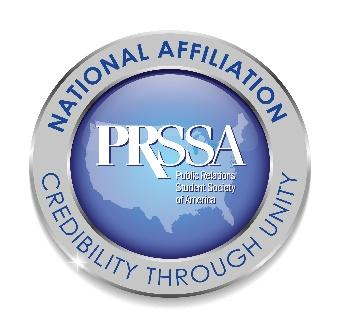 NATIONAL AFFILIATION
PRSSA
Public Relations
Student Society
of America
CREDIBILITY THROUGH UNITY